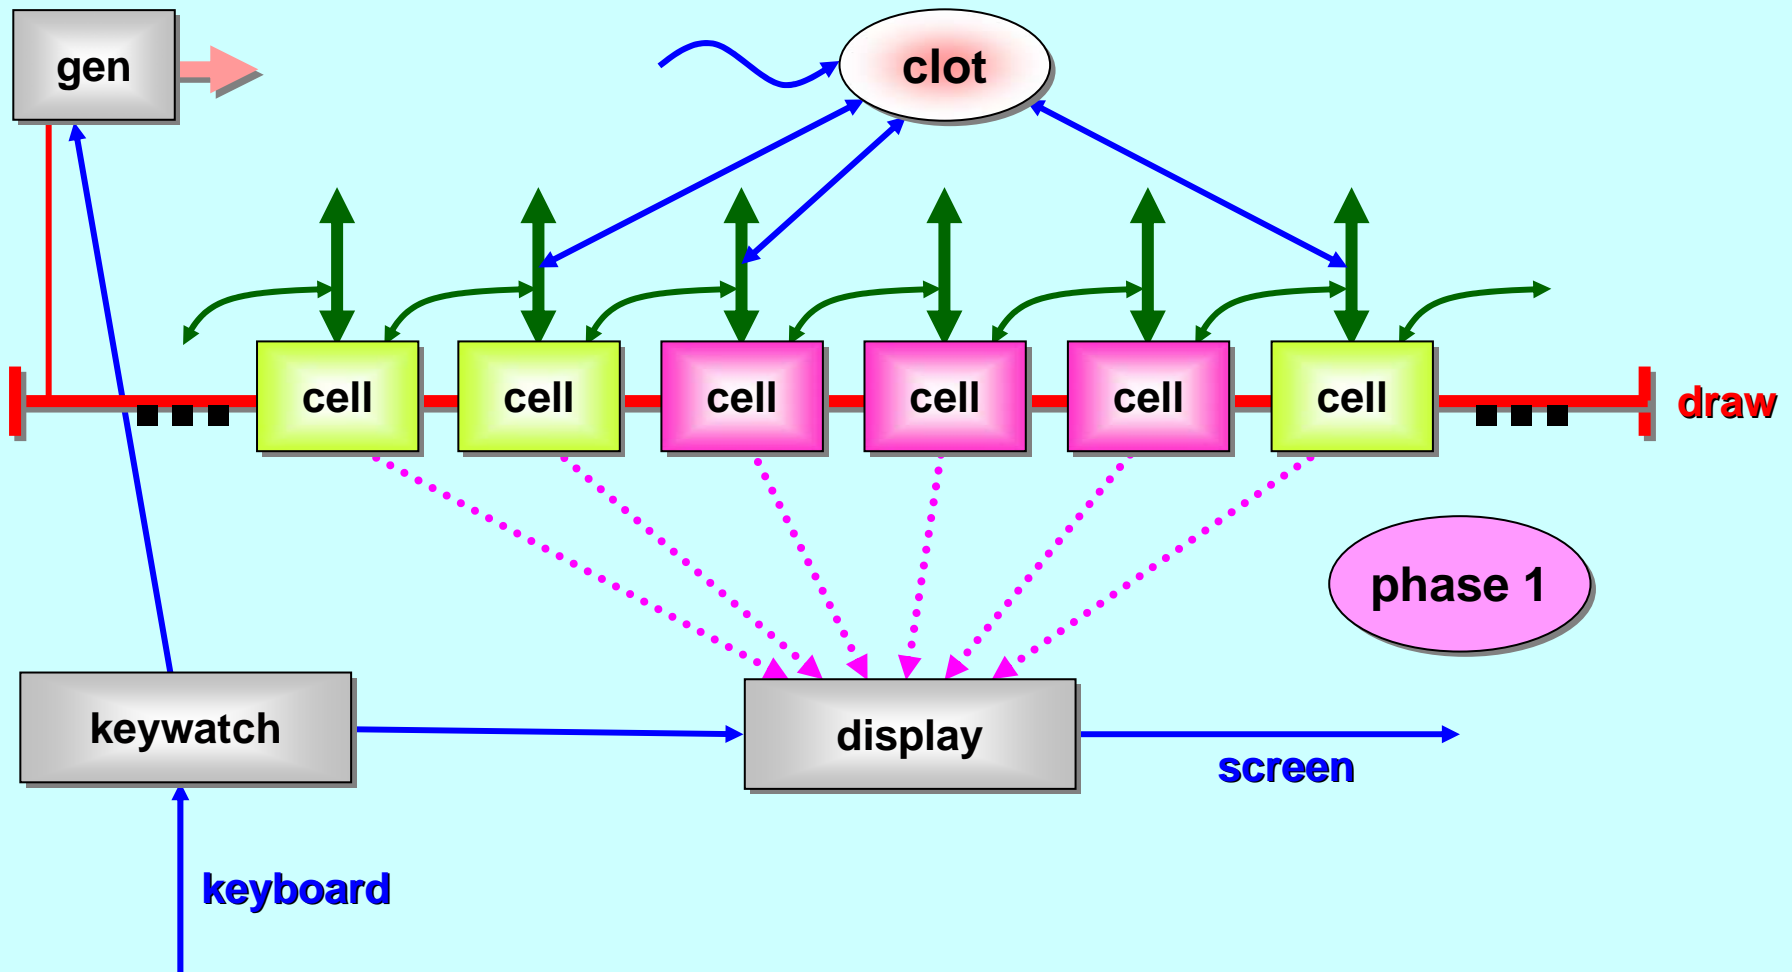 gen
clot
cell
cell
cell
cell
cell
cell
draw
phase 1
keywatch
display
screen
keyboard